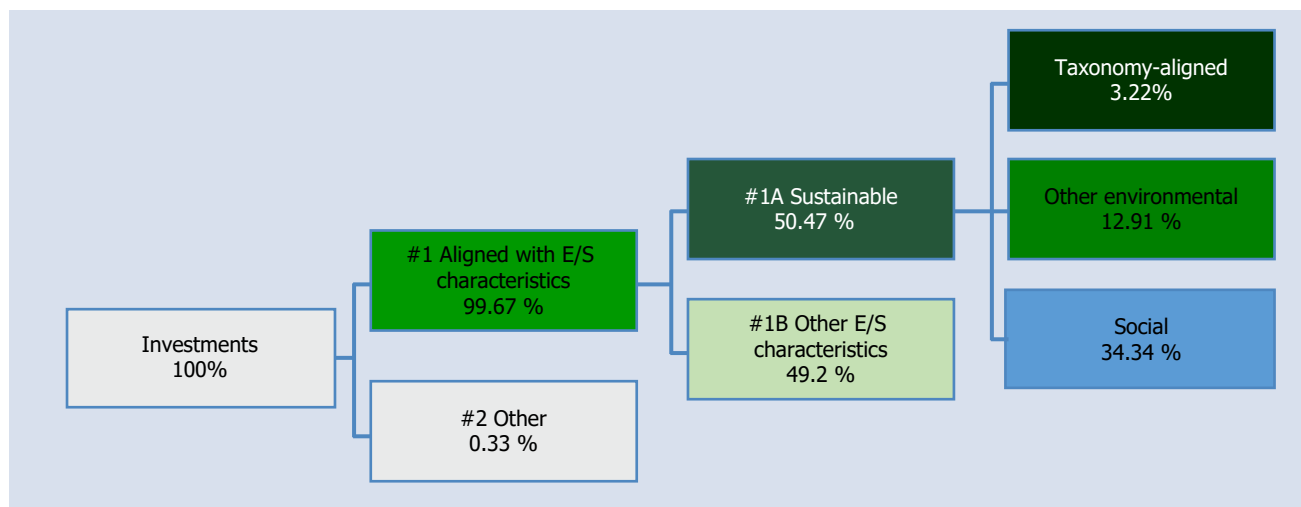 Investments
100%
#1 Aligned with E/S
characteristics
99.67 %
#2 Other
0.33 %
#1A Sustainable
50.47 %
#1B Other E/S
characteristics
49.2 %
Taxonomy-aligned
3.22%
Other environmental
12.91 %
Social
34.34 %